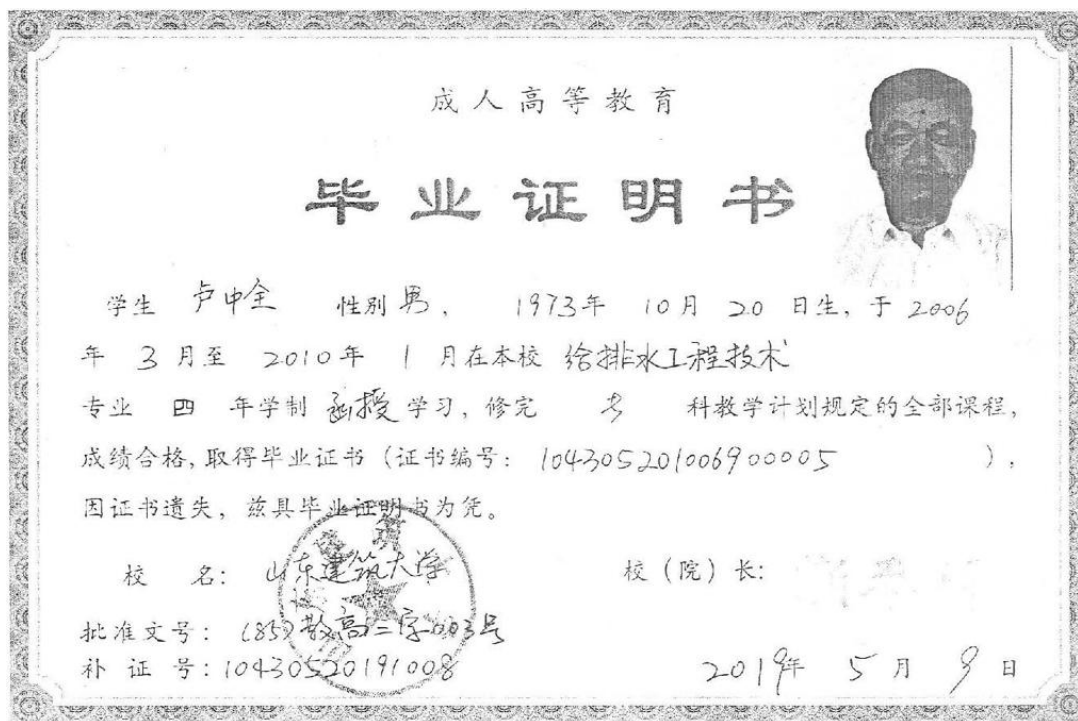 成人高等教育
毕业证明书
学生 卢中全 性别 男， 1973年 10月 20 日生，于 2006
年 3 月至 2010年 1 月在本校 给排水工程技术
专业 四 年学制 函授 学习，修完 专 科教学计划规定的全部课程，
成绩合格，取得毕业证书（证书编号：104305201006900005 ），
因证书遗失，兹具毕业证明书为凭。
校 名：山东建筑大学 校（院）长：
批准文号：(85)教高二字003号
补 证 号：10430520191008 2019年 5 月 9 日